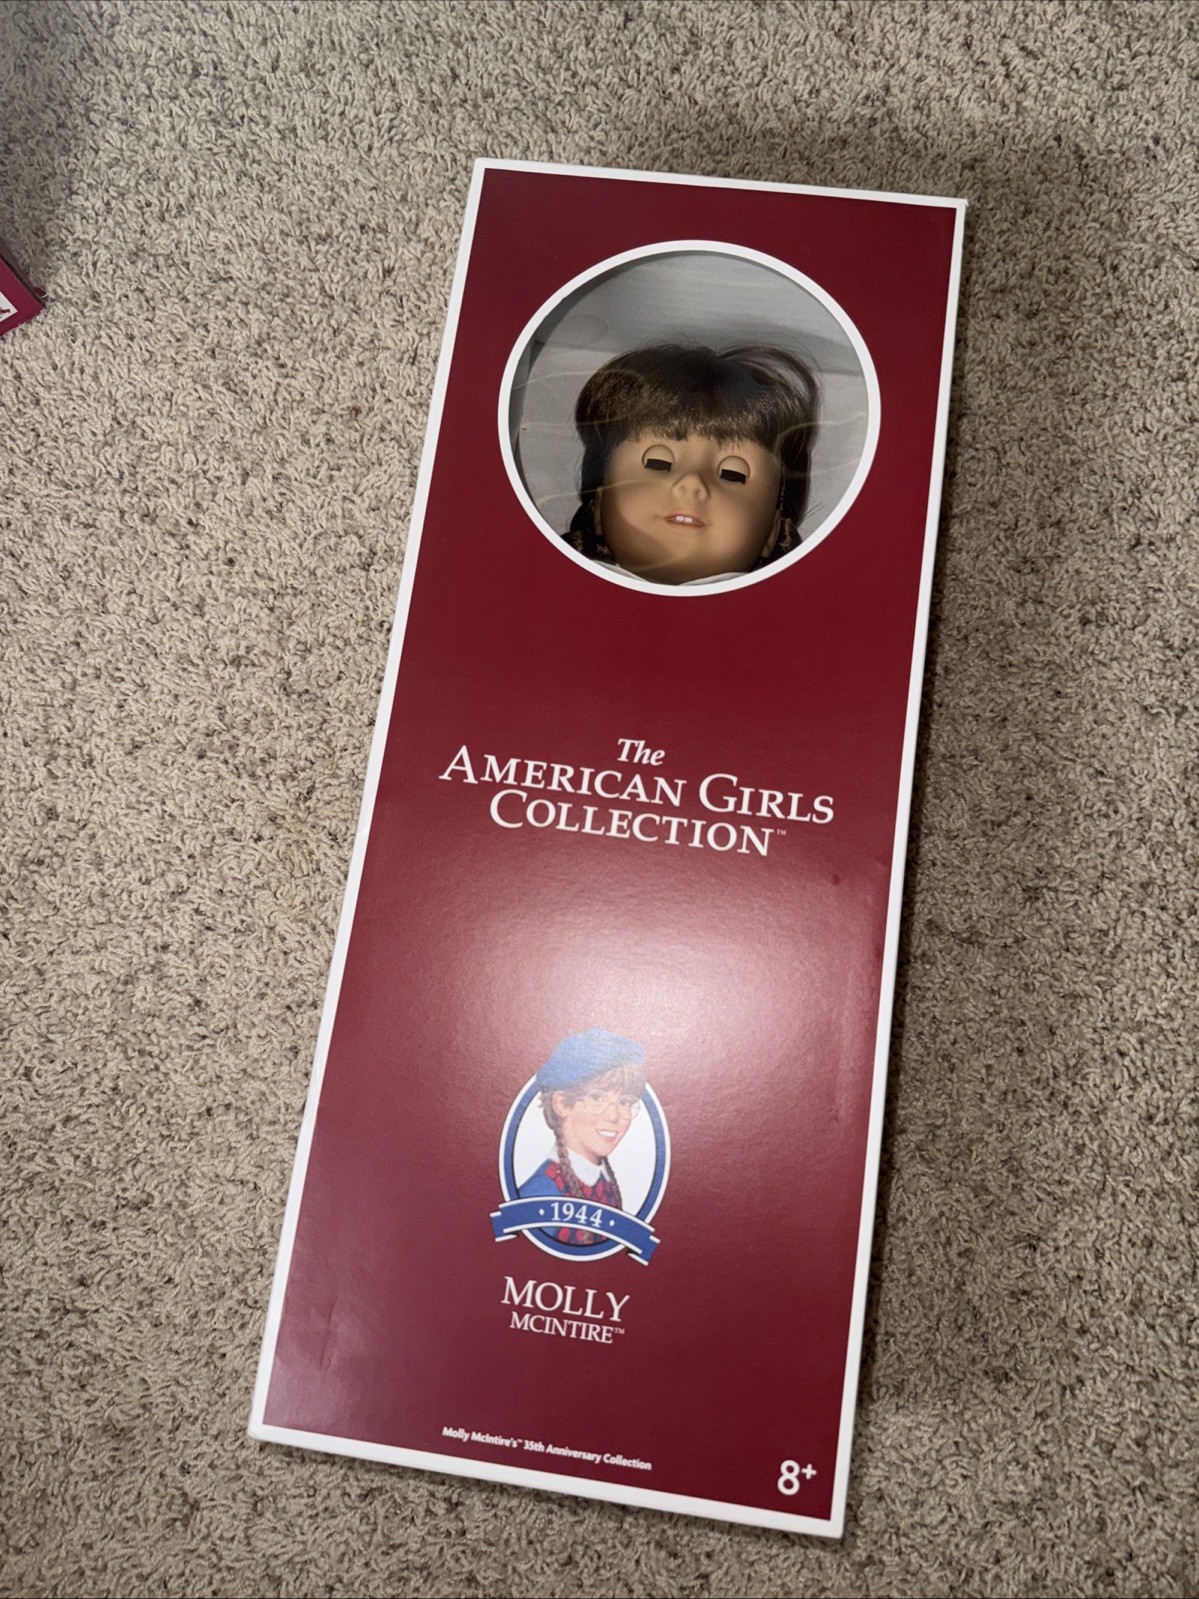 The
AMERICAN GIRLS
COLLECTION™
· 1944 ·
MOLLY
MCINTIRE™
Molly McIntire's™ 35th Anniversary Collection
8+